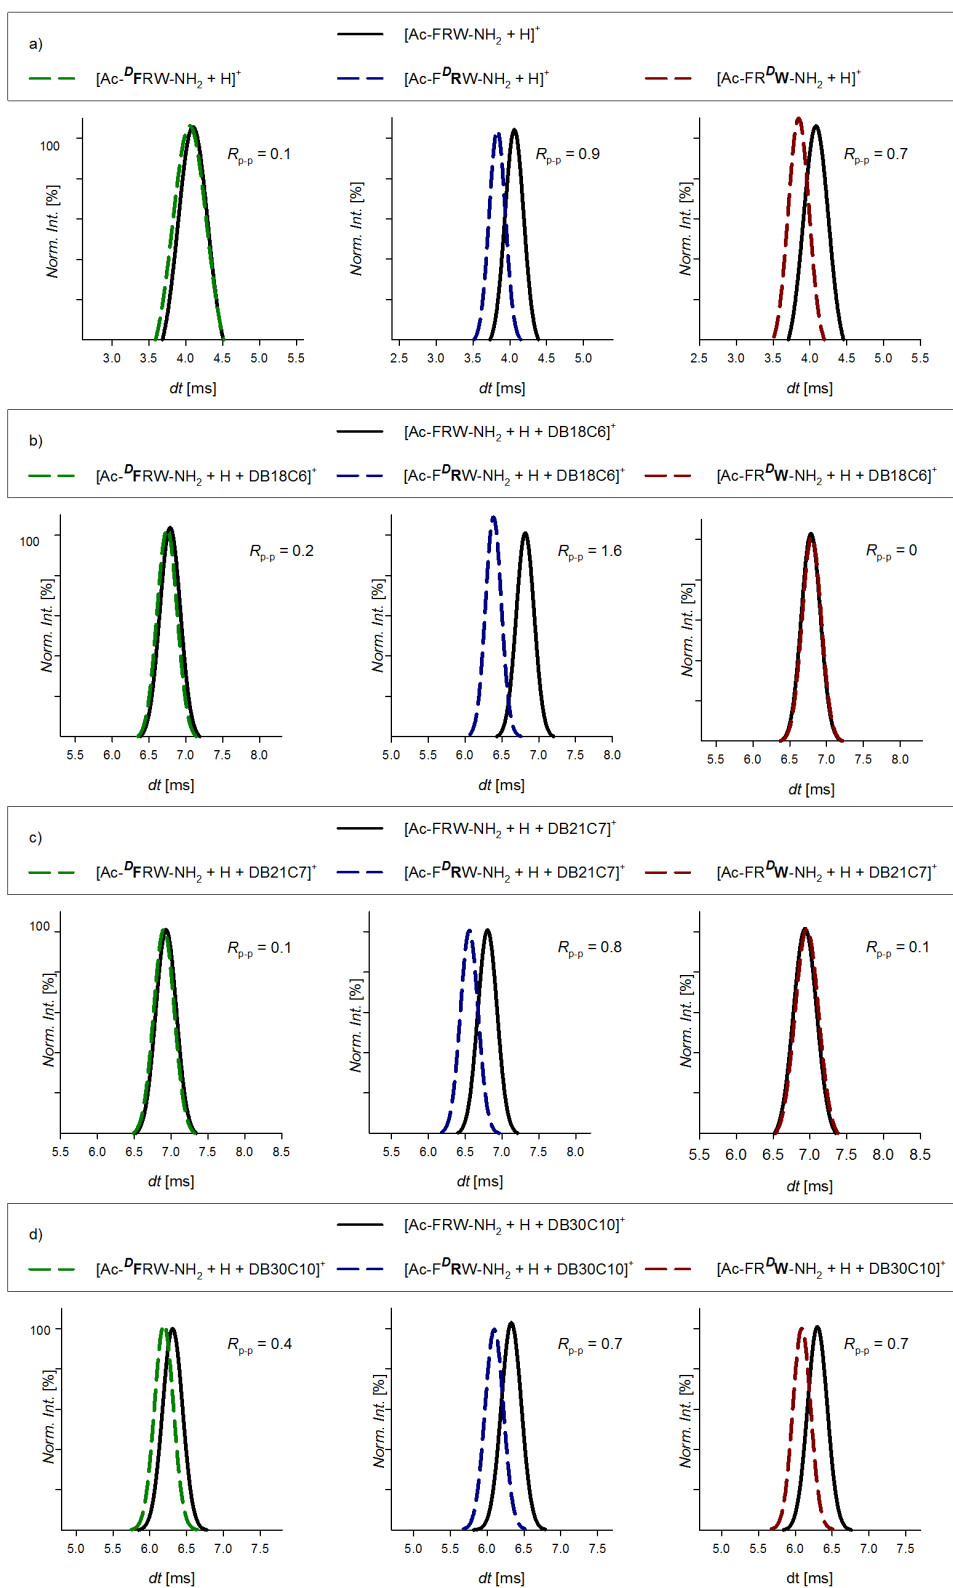 a)
[Ac-FRW-NH2 + H]+
[Ac-DFRW-NH2 + H]+ [Ac-FDRW-NH2 + H]+ [Ac-FRDW-NH2 + H]+
100
Rp-p = 0.1 Rp-p = 0.9 Rp-p = 0.7
Norm. Int. [%] Norm. Int. [%] Norm. Int. [%]
3.0 3.5 4.0 4.5 5.0 5.5 2.5 3.0 3.5 4.0 4.5 5.0 2.5 3.0 3.5 4.0 4.5 5.0 5.5
dt [ms] dt [ms] dt [ms]
b)
[Ac-FRW-NH2 + H + DB18C6]+
[Ac-DFRW-NH2 + H + DB18C6]+ [Ac-FDRW-NH2 + H + DB18C6]+ [Ac-FRDW-NH2 + H + DB18C6]+
100
Rp-p = 0.2 Rp-p = 1.6 Rp-p = 0
Norm. Int. [%] Norm. Int. [%] Norm. Int. [%]
5.5 6.0 6.5 7.0 7.5 8.0 5.0 5.5 6.0 6.5 7.0 7.5 8.0 5.5 6.0 6.5 7.0 7.5 8.0
dt [ms] dt [ms] dt [ms]
c)
[Ac-FRW-NH2 + H + DB21C7]+
[Ac-DFRW-NH2 + H + DB21C7]+ [Ac-FDRW-NH2 + H + DB21C7]+ [Ac-FRDW-NH2 + H + DB21C7]+
100
Rp-p = 0.1 Rp-p = 0.8 Rp-p = 0.1
Norm. Int. [%] Norm. Int. [%] Norm. Int. [%]
5.5 6.0 6.5 7.0 7.5 8.0 8.5 5.5 6.0 6.5 7.0 7.5 8.0 5.5 6.0 6.5 7.0 7.5 8.0 8.5
dt [ms] dt [ms] dt [ms]
d)
[Ac-FRW-NH2 + H + DB30C10]+
[Ac-DFRW-NH2 + H + DB30C10]+ [Ac-FDRW-NH2 + H + DB30C10]+ [Ac-FRDW-NH2 + H + DB30C10]+
100
Rp-p = 0.4 Rp-p = 0.7 Rp-p = 0.7
Norm. Int. [%] Norm. Int. [%] Norm. Int. [%]
5.0 5.5 6.0 6.5 7.0 7.5 5.0 5.5 6.0 6.5 7.0 7.5 5.0 5.5 6.0 6.5 7.0 7.5
dt [ms] dt [ms] dt [ms]